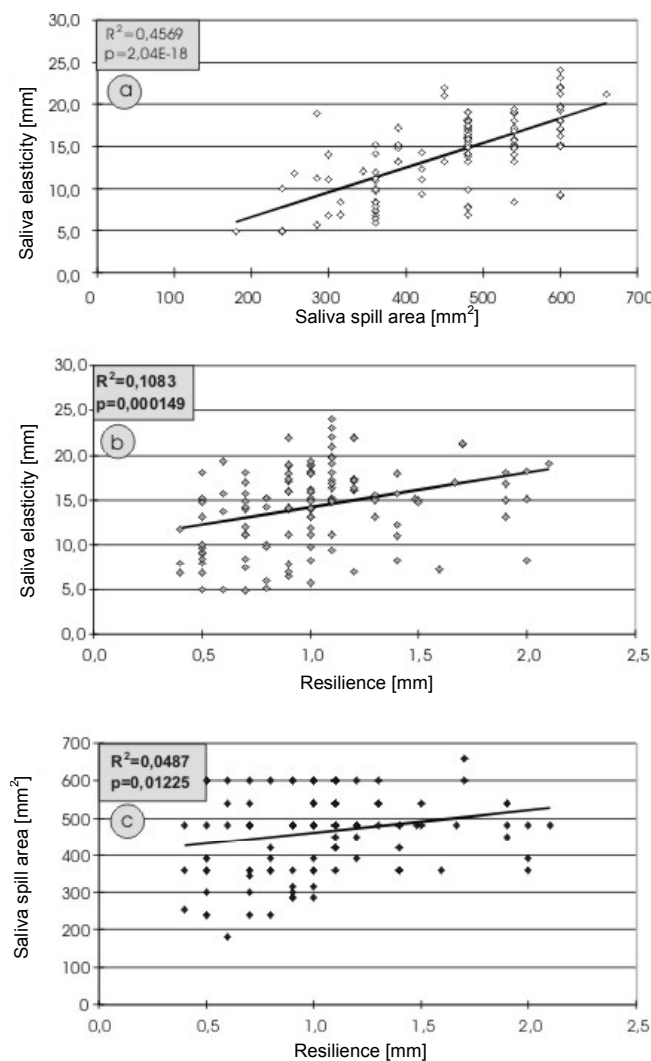 R²=0,4569
p=2,04E-18
a
Saliva elasticity [mm]
30,0
25,0
20,0
15,0
10,0
5,0
0,0
0 100 200 300 400 500 600 700
Saliva spill area [mm²]
R²=0,1083
p=0,000149
b
Saliva elasticity [mm]
30,0
25,0
20,0
15,0
10,0
5,0
0,0
0,0 0,5 1,0 1,5 2,0 2,5
Resilience [mm]
R²=0,0487
p=0,01225
c
Saliva spill area [mm²]
700
600
500
400
300
200
100
0
0,0 0,5 1,0 1,5 2,0 2,5
Resilience [mm]